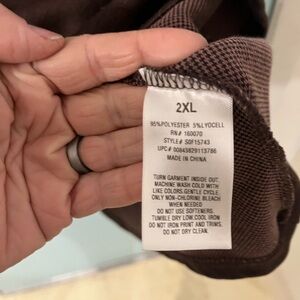 2XL
95%POLYESTER 5%LYOCELL
RN# 160070
STYLE# SOF15743
UPC# 00843829113786
MADE IN CHINA
TURN GARMENT INSIDE OUT.
MACHINE WASH COLD WITH
LIKE COLORS.GENTLE CYCLE.
ONLY NON-CHLORINE BLEACH
WHEN NEEDED
DO NOT USE SOFTENERS.
TUMBLE DRY LOW.COOL IRON
DO NOT IRON PRINT AND TRIMS.
DO NOT DRY CLEAN.